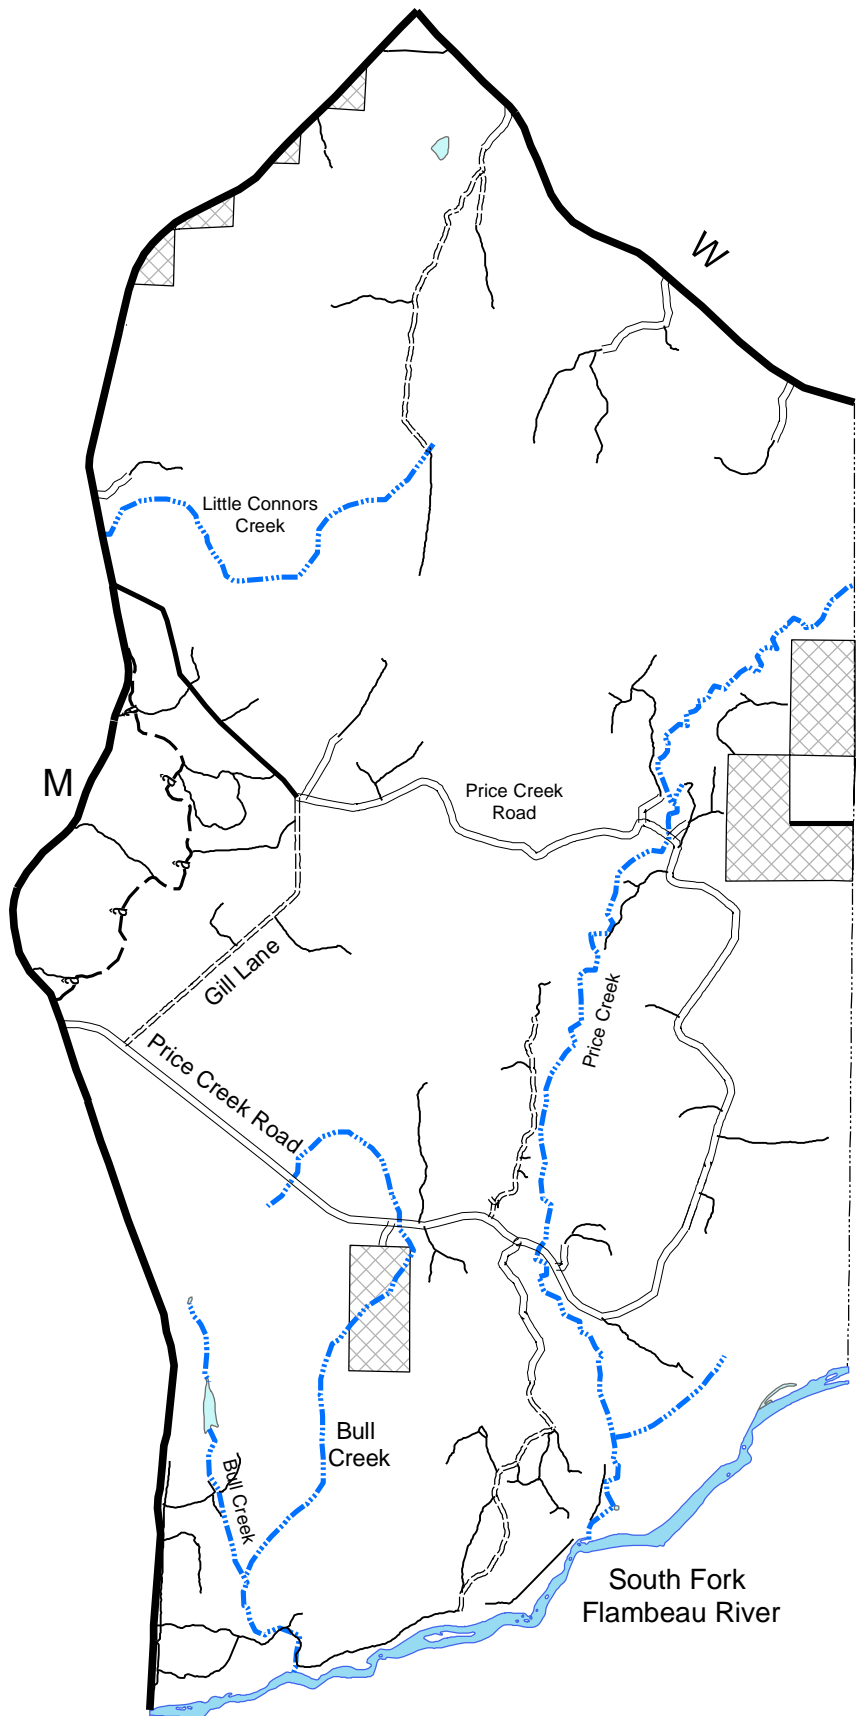 W
Little Connors
Creek
M
Price Creek
Road
Gill Lane
Price Creek
Price Creek Road
Bull
Creek
Bull Creek
South Fork
Flambeau River